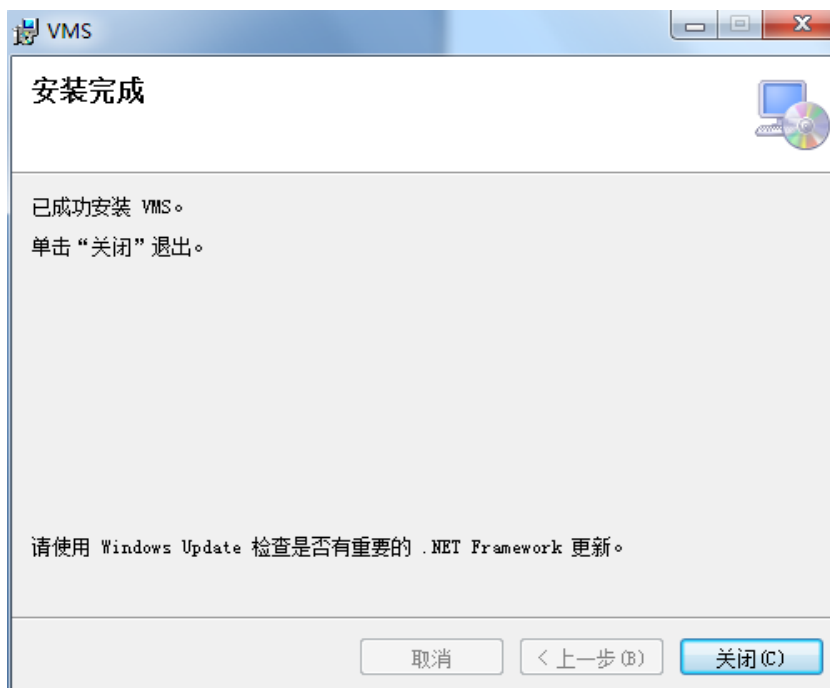 VMS
安装完成
已成功安装 VMS。
单击“关闭”退出。
请使用 Windows Update 检查是否有重要的 .NET Framework 更新。
取消
< 上一步(B)
关闭(C)